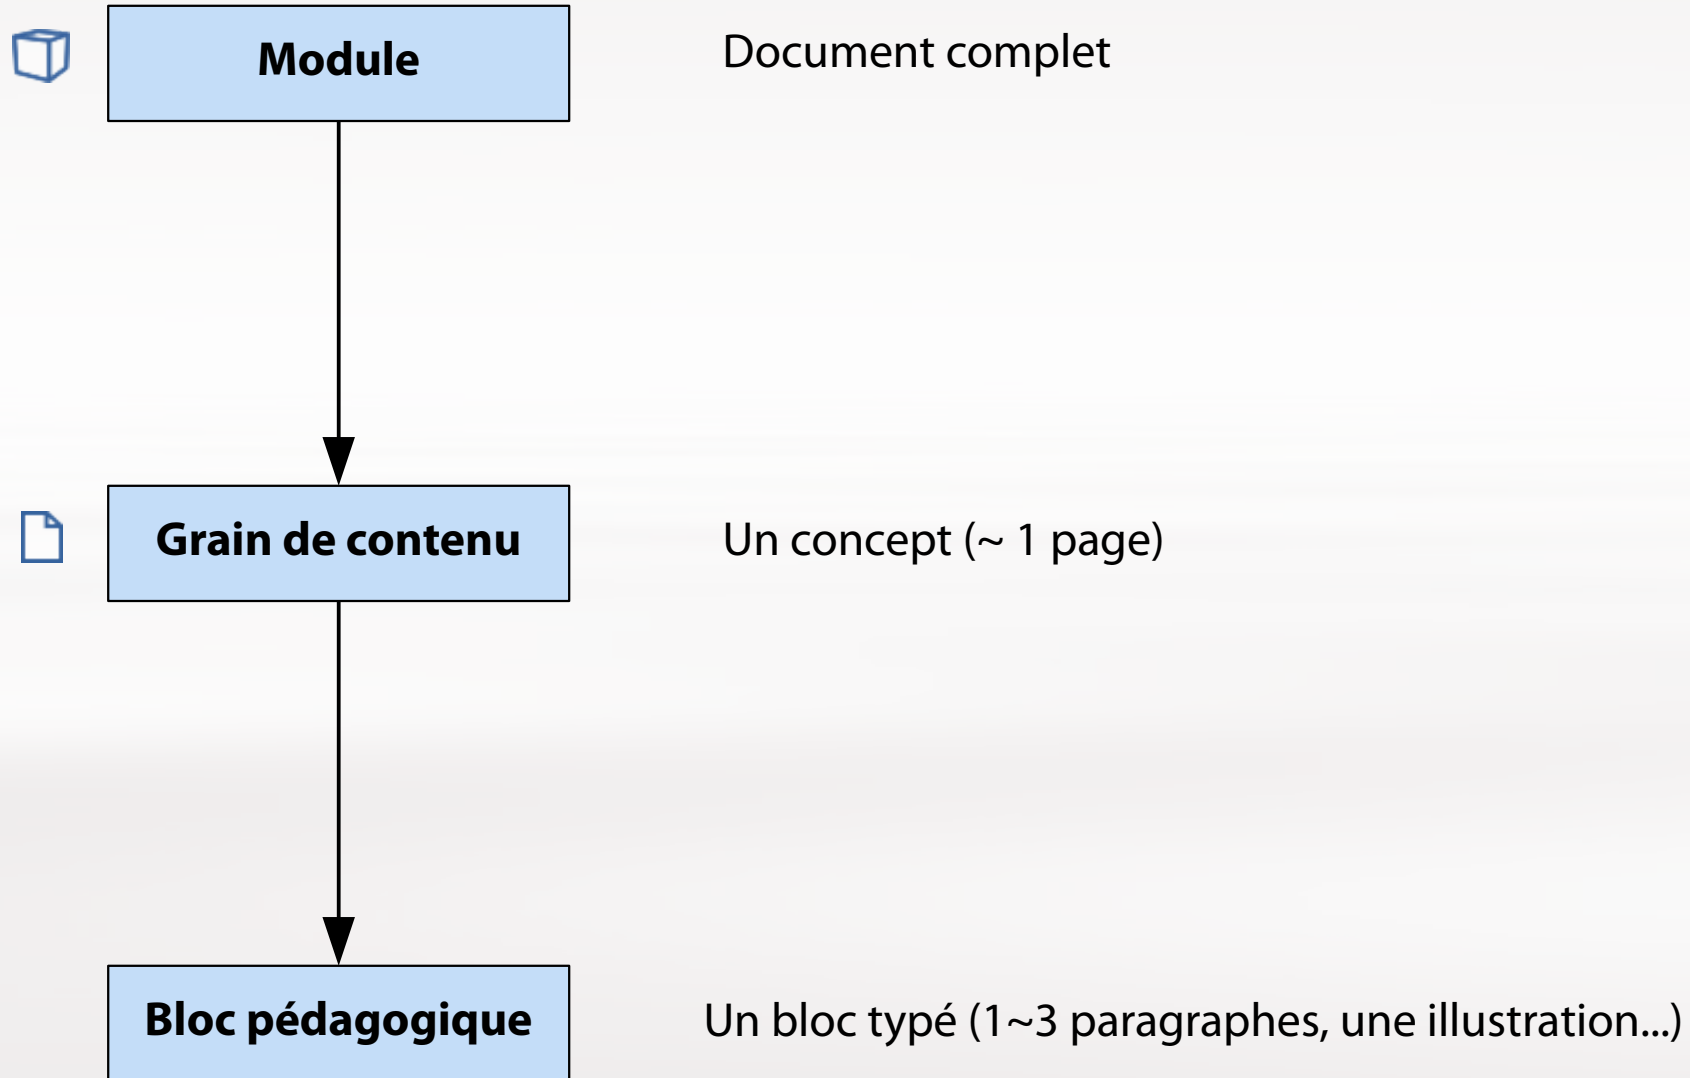 Module
Document complet
Grain de contenu
Un concept (~ 1 page)
Bloc pédagogique
Un bloc typé (1~3 paragraphes, une illustration...)